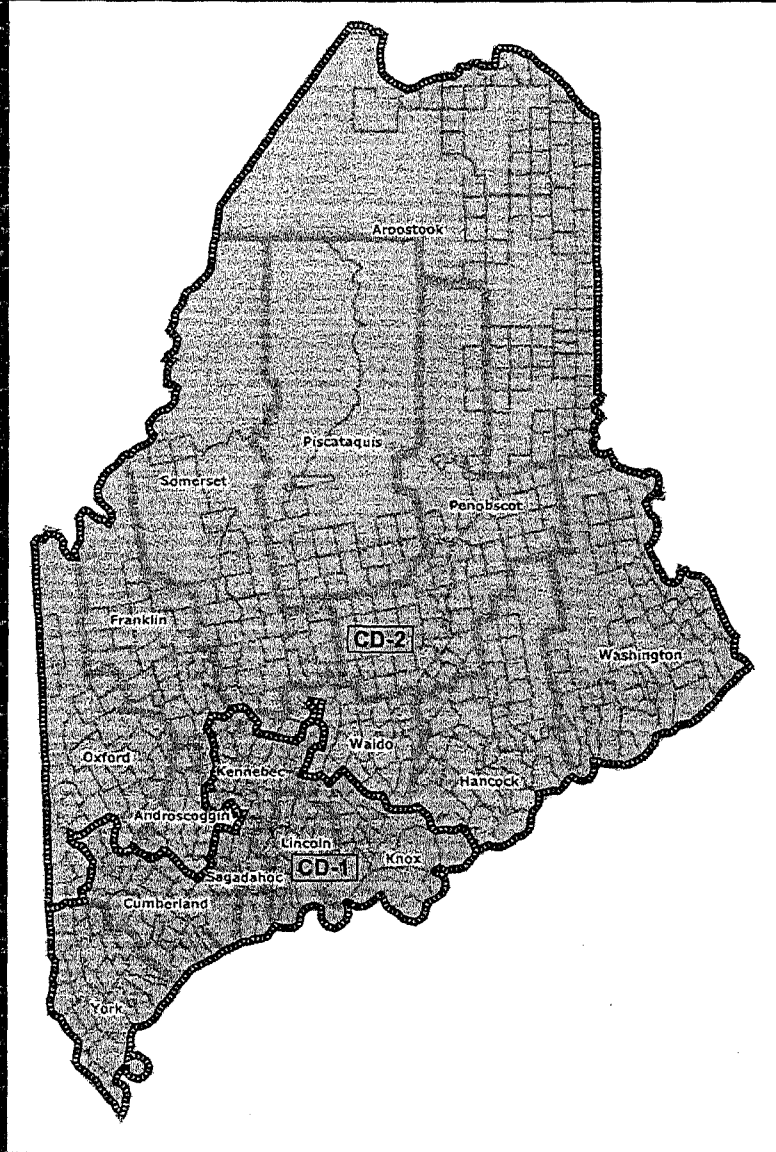 Aroostook
Piscataquis
Somerset
Penobscot
Franklin
CD-2
Washington
Waldo
Oxford
Kennebec
Hancock
Androscoggin
Lincoln
Knox
CD-1
Sagadahoc
Cumberland
York